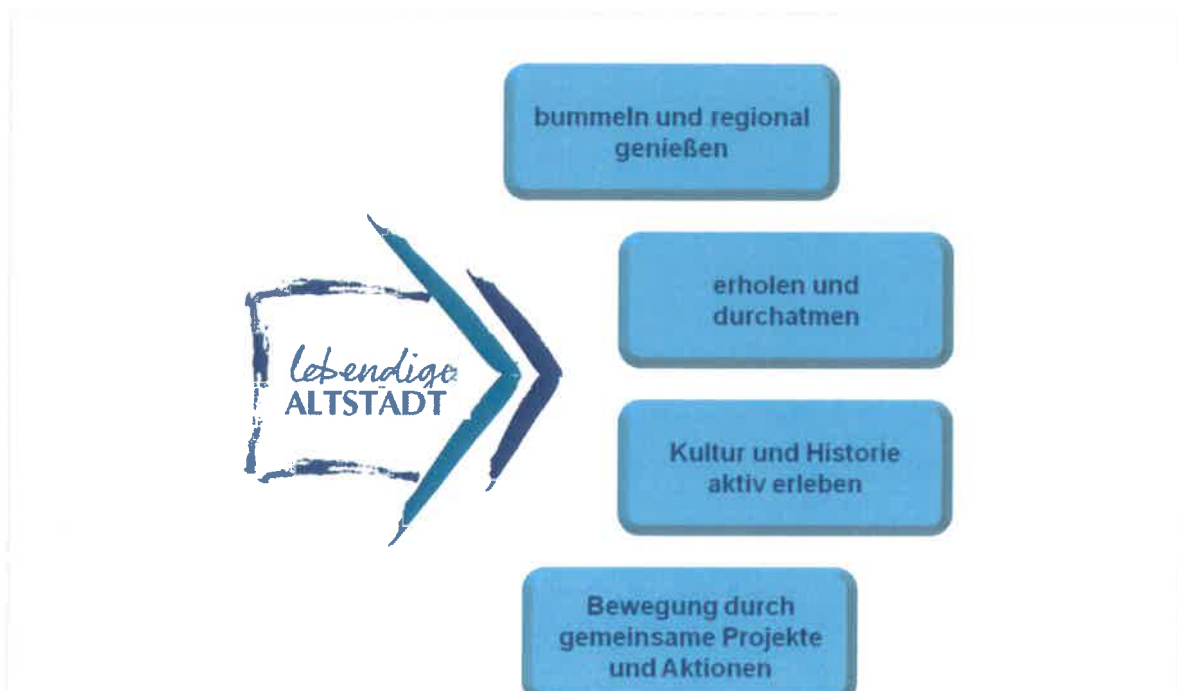 bummeln und regional
genießen
erholen und
durchatmen
lebendige
ALTSTADT
Kultur und Historie
aktiv erleben
Bewegung durch
gemeinsame Projekte
und Aktionen